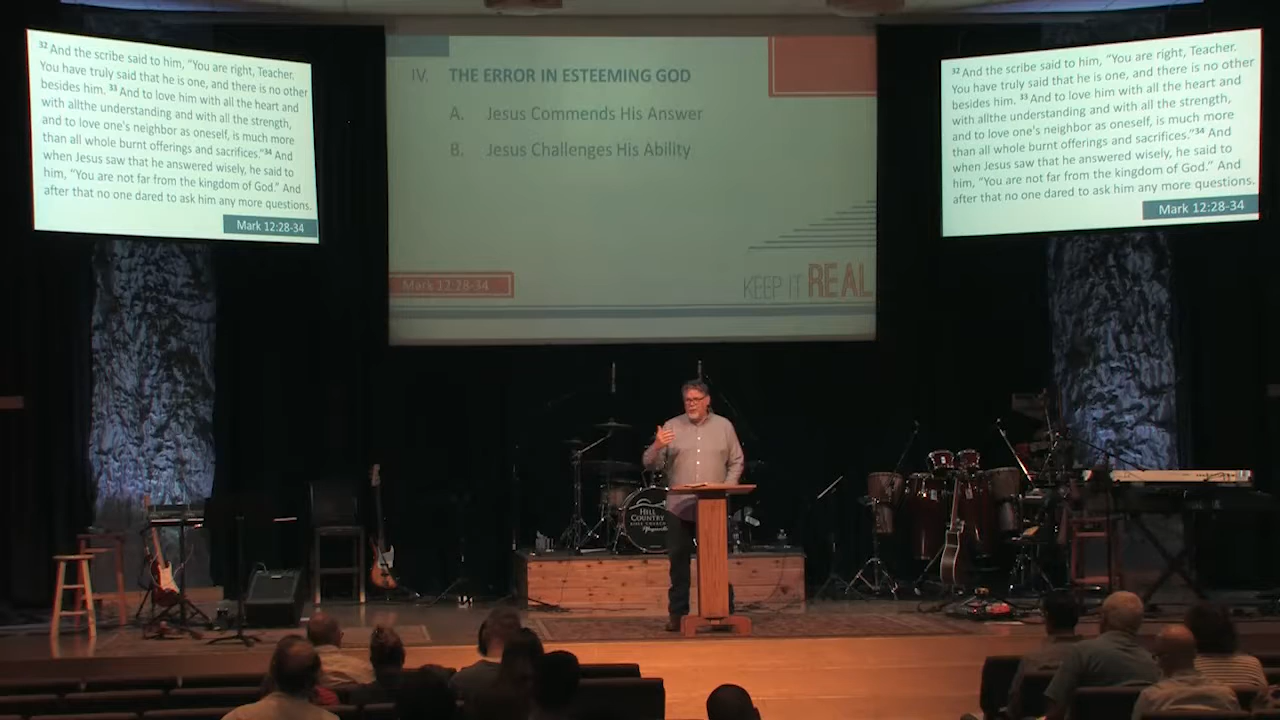 32 And the scribe said to him, "You are right, Teacher.
You have truly said that he is one, and there is no other
besides him. 33 And to love him with all the heart and
with allthe understanding and with all the strength,
and to love one's neighbor as oneself, is much more
than all whole burnt offerings and sacrifices."34 And
when Jesus saw that he answered wisely, he said to
him, "You are not far from the kingdom of God." And
after that no one dared to ask him any more questions.
Mark 12:28-34
IV. THE ERROR IN ESTEEMING GOD
A. Jesus Commends His Answer
B. Jesus Challenges His Ability
Mark 12:28-34
KEEP IT REAL
32 And the scribe said to him, "You are right, Teacher.
You have truly said that he is one, and there is no other
besides him. 33 And to love him with all the heart and
with allthe understanding and with all the strength,
and to love one's neighbor as oneself, is much more
than all whole burnt offerings and sacrifices."34 And
when Jesus saw that he answered wisely, he said to
him, "You are not far from the kingdom of God." And
after that no one dared to ask him any more questions.
Mark 12:28-34
HILL
COUNTRY
BIBLE CHURCH